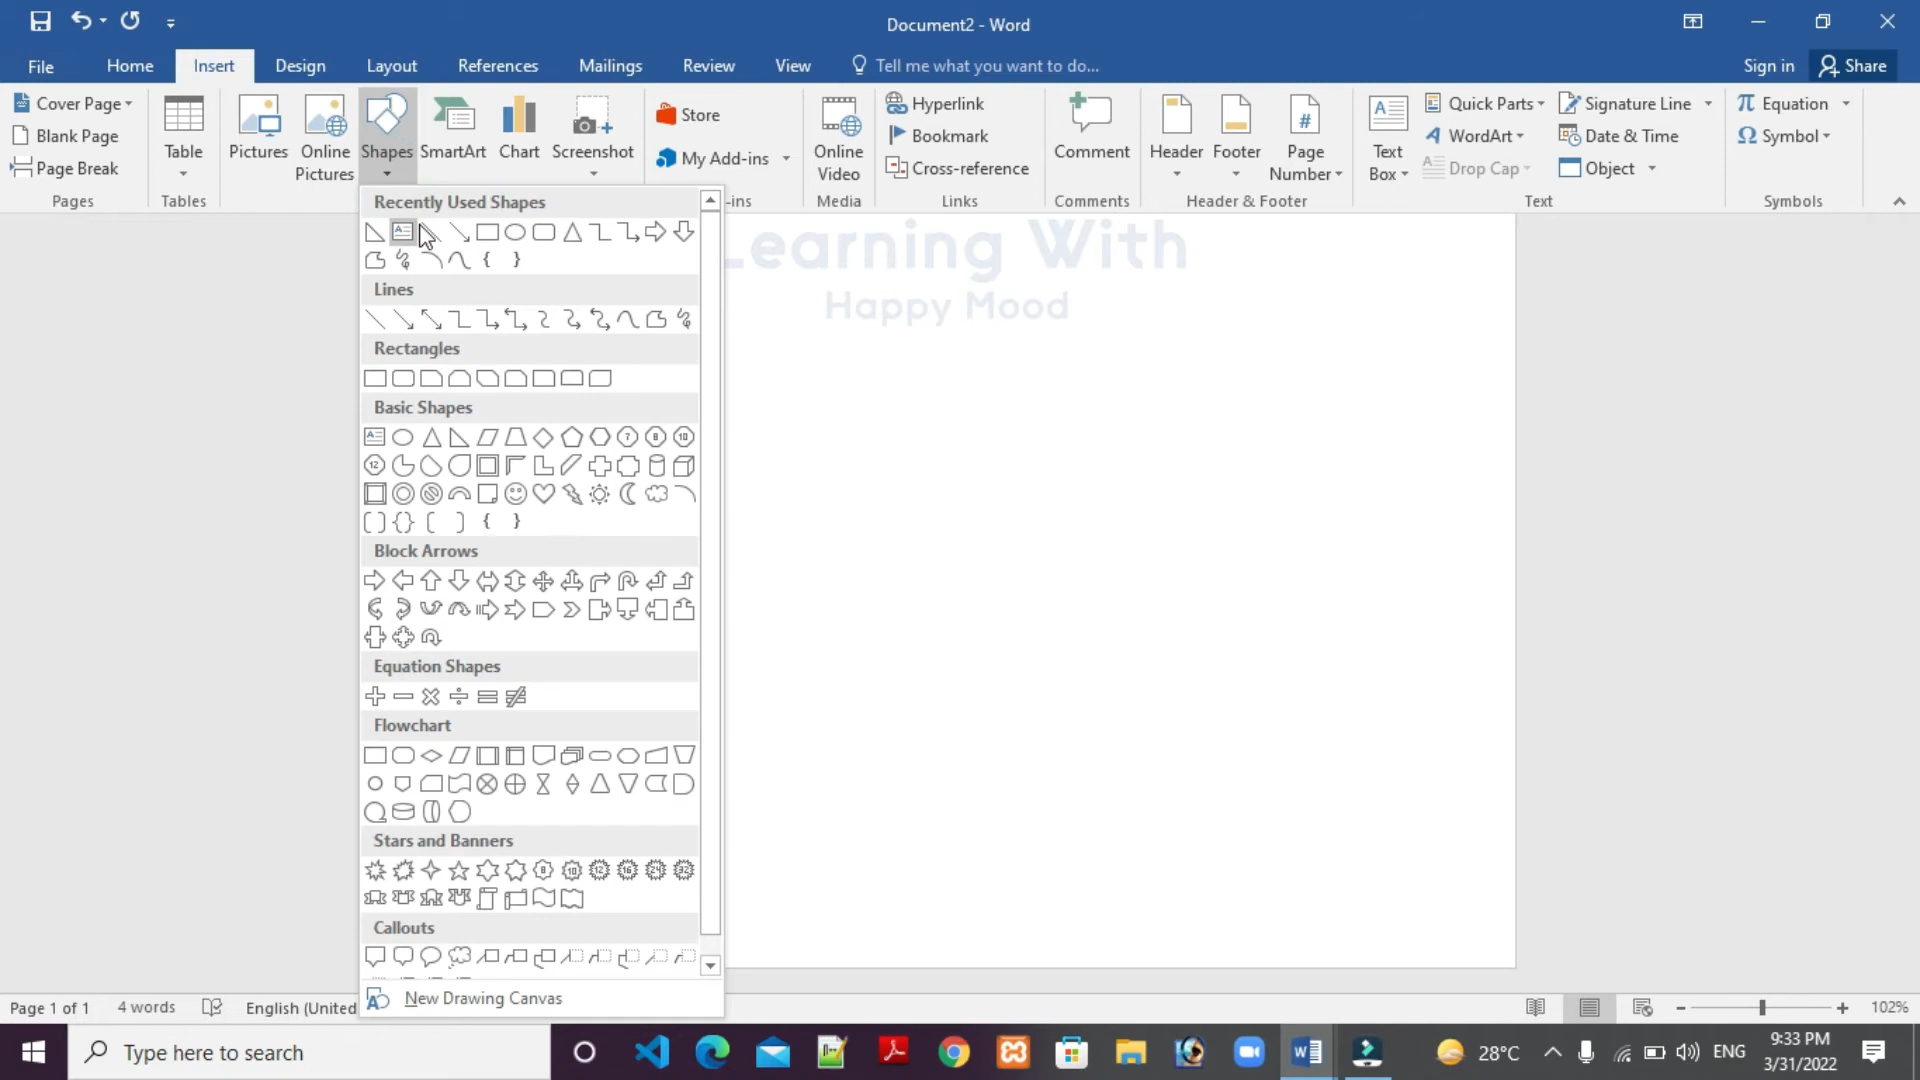 Document2 - Word
File Home Insert Design Layout References Mailings Review View Tell me what you want to do... Sign in Share
Cover Page
Blank Page
Page Break
Pages
Table
Tables
Pictures
Online Pictures
Shapes
SmartArt
Chart
Screenshot
Store
My Add-ins
-ins
Online Video
Media
Hyperlink
Bookmark
Cross-reference
Links
Comment
Comments
Header
Footer
Page Number
Header & Footer
Text Box
Quick Parts
WordArt
Drop Cap
Signature Line
Date & Time
Object
Text
Equation
Symbol
Symbols
Recently Used Shapes
Lines
Rectangles
Basic Shapes
Block Arrows
Equation Shapes
Flowchart
Stars and Banners
Callouts
New Drawing Canvas
Learning With
Happy Mood
Page 1 of 1 4 words English (United 102%
Type here to search
28°C ENG
9:33 PM
3/31/2022